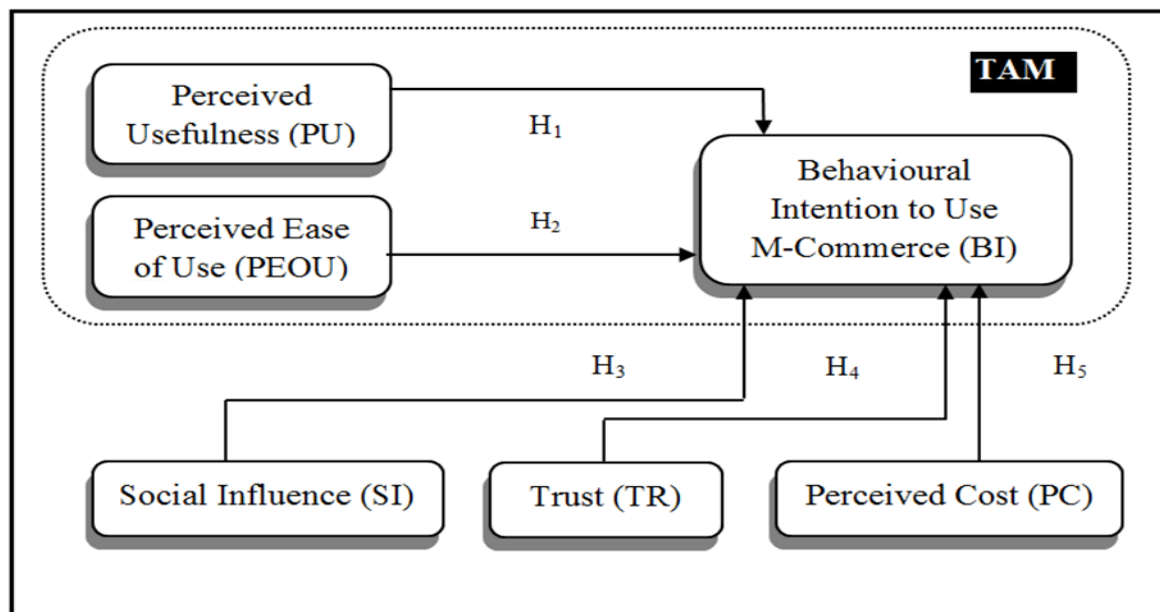 TAM
Perceived
Usefulness (PU)
H₁
Behavioural
Intention to Use
M-Commerce (BI)
Perceived Ease
of Use (PEOU)
H₂
H₃
H₄
H₅
Social Influence (SI)
Trust (TR)
Perceived Cost (PC)